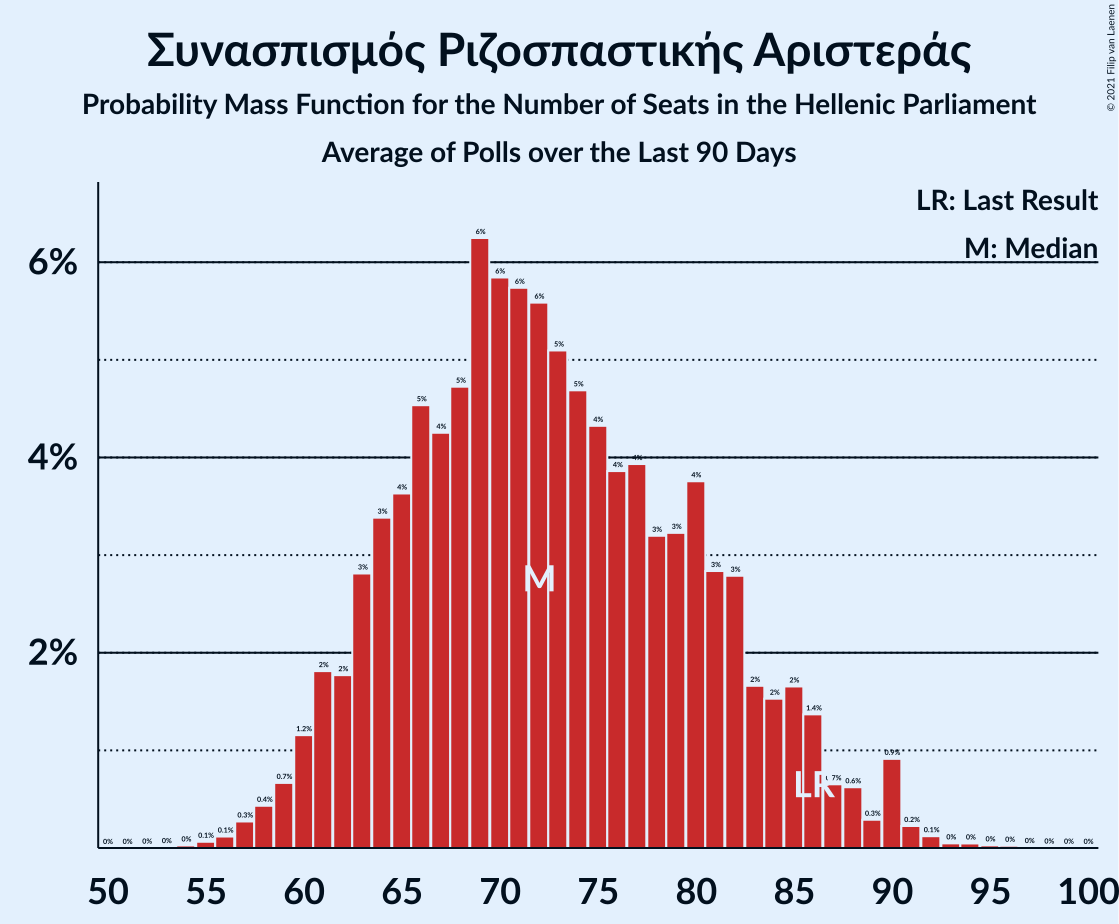 © 2021 Filip van Laenen
Συνασπισμός Ριζοσπαστικής Αριστεράς
Probability Mass Function for the Number of Seats in the Hellenic Parliament
Average of Polls over the Last 90 Days
LR: Last Result
M: Median
6%
4%
2%
0% 0% 0% 0% 0% 0.1% 0.1% 0.3% 0.4% 0.7% 1.2% 2% 2% 3% 3% 4% 5% 4% 5% 6% 6% 6% 6% 5% 5% 4% 4% 4% 3% 3% 4% 3% 3% 2% 2% 2% 1.4% 7% 0.6% 0.3% 0.9% 0.2% 0.1% 0% 0% 0% 0% 0% 0% 0% 0%
M
LR
50 55 60 65 70 75 80 85 90 95 100